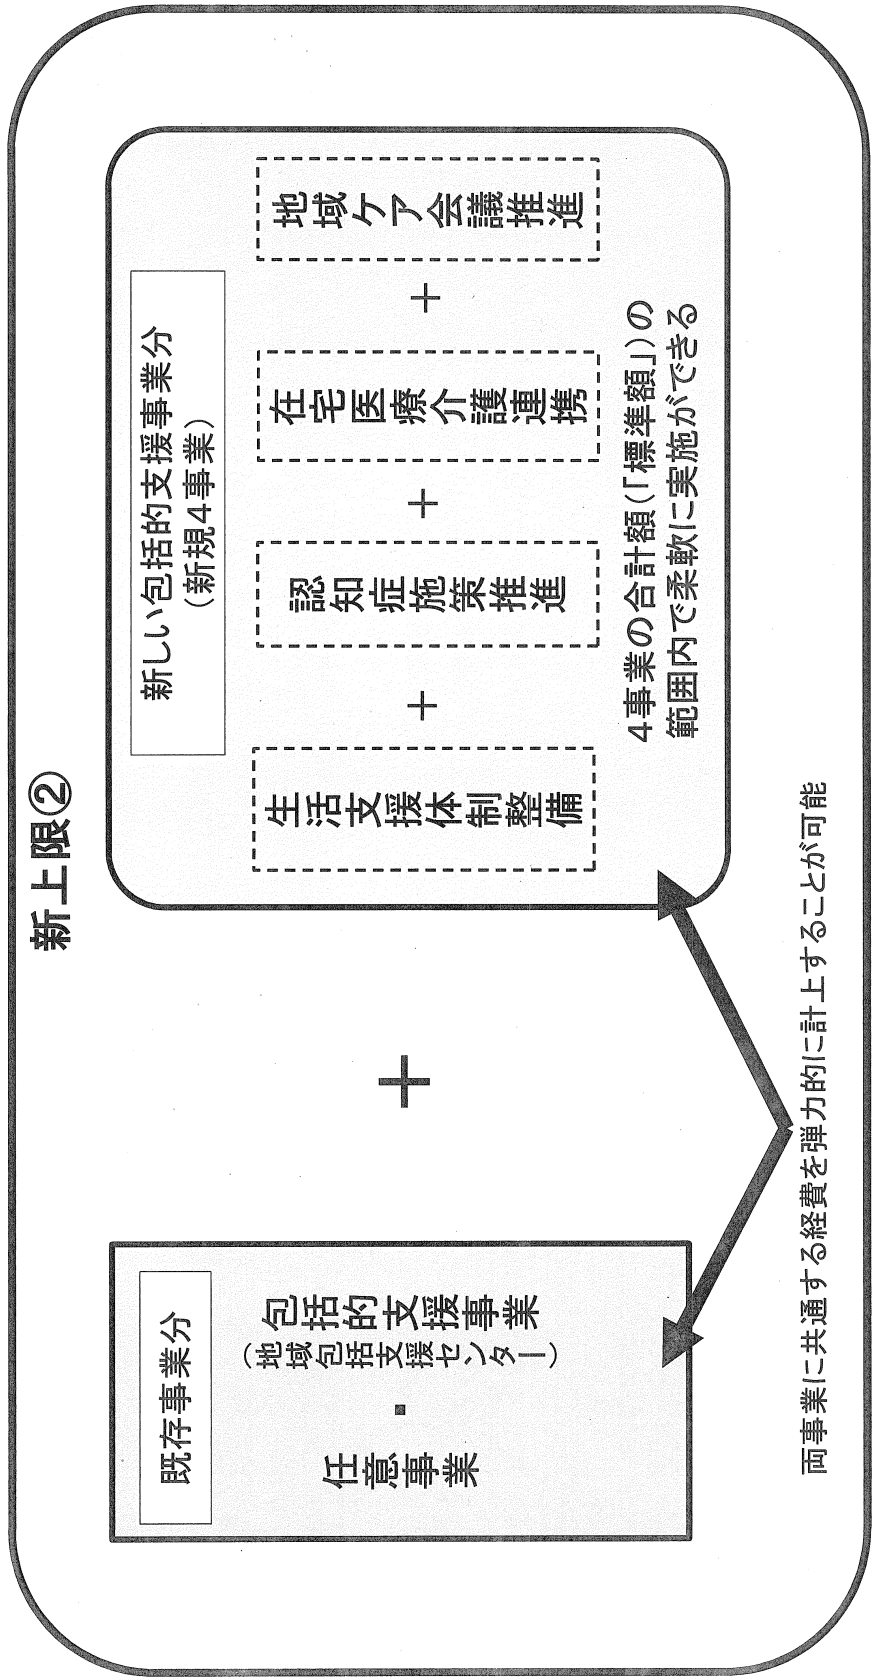 新上限②
既存事業分
任意事業
・
包括的支援事業
（地域包括支援センター）
＋
新しい包括的支援事業分
（新規４事業）
生活支援体制整備
＋
認知症施策推進
＋
在宅医療介護連携
＋
地域ケア会議推進
４事業の合計額（「標準額」）の
範囲内で柔軟に実施ができる
両事業に共通する経費を弾力的に計上することが可能